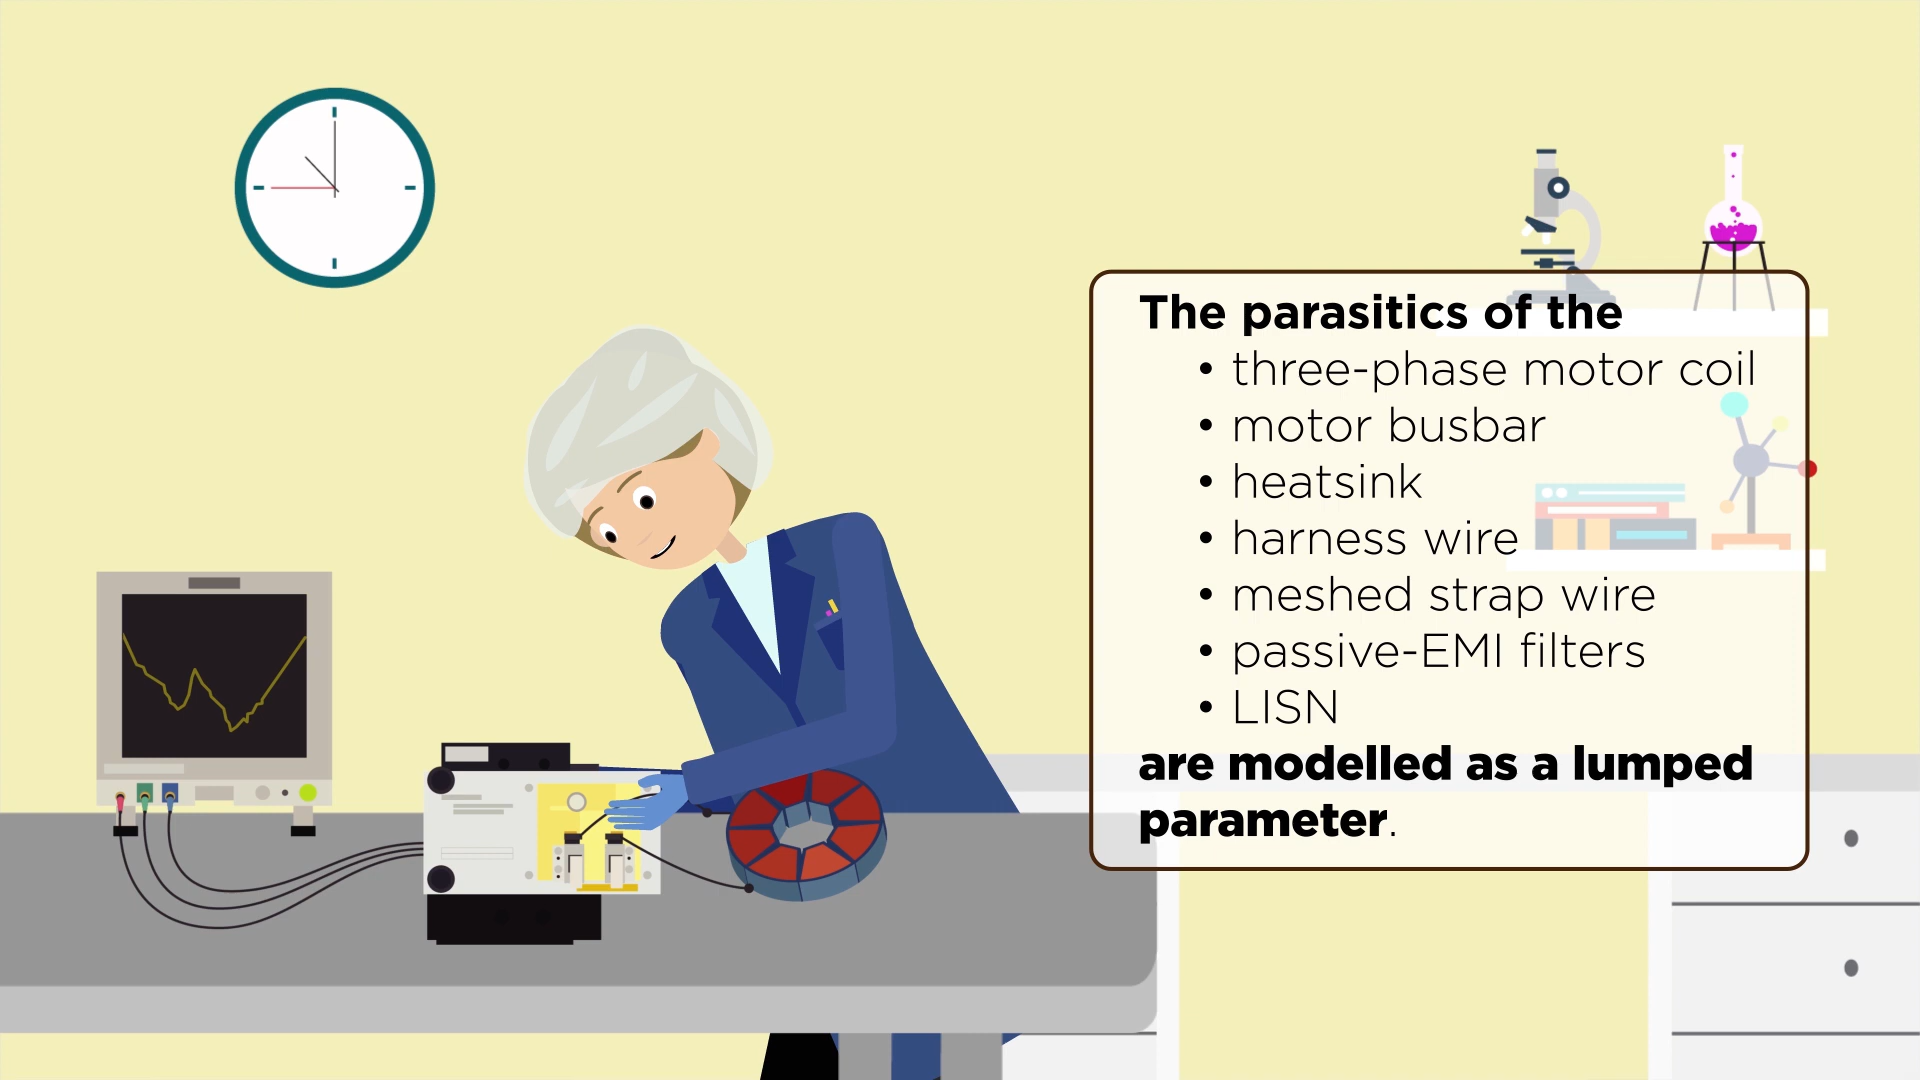 The parasitics of the
• three-phase motor coil
• motor busbar
• heatsink
• harness wire
• meshed strap wire
• passive-EMI filters
• LISN
are modelled as a lumped
parameter.